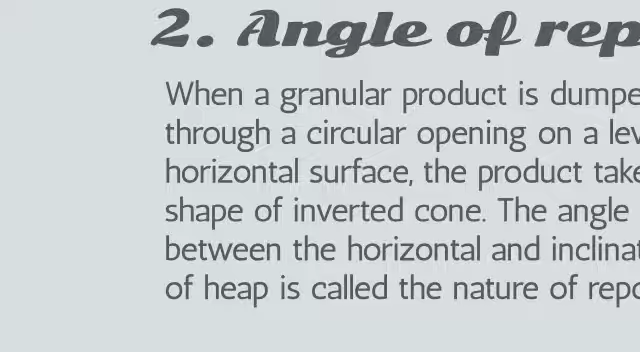 2. Angle of rep
When a granular product is dumpe
through a circular opening on a lev
horizontal surface, the product take
shape of inverted cone. The angle
between the horizontal and inclinat
of heap is called the nature of repo